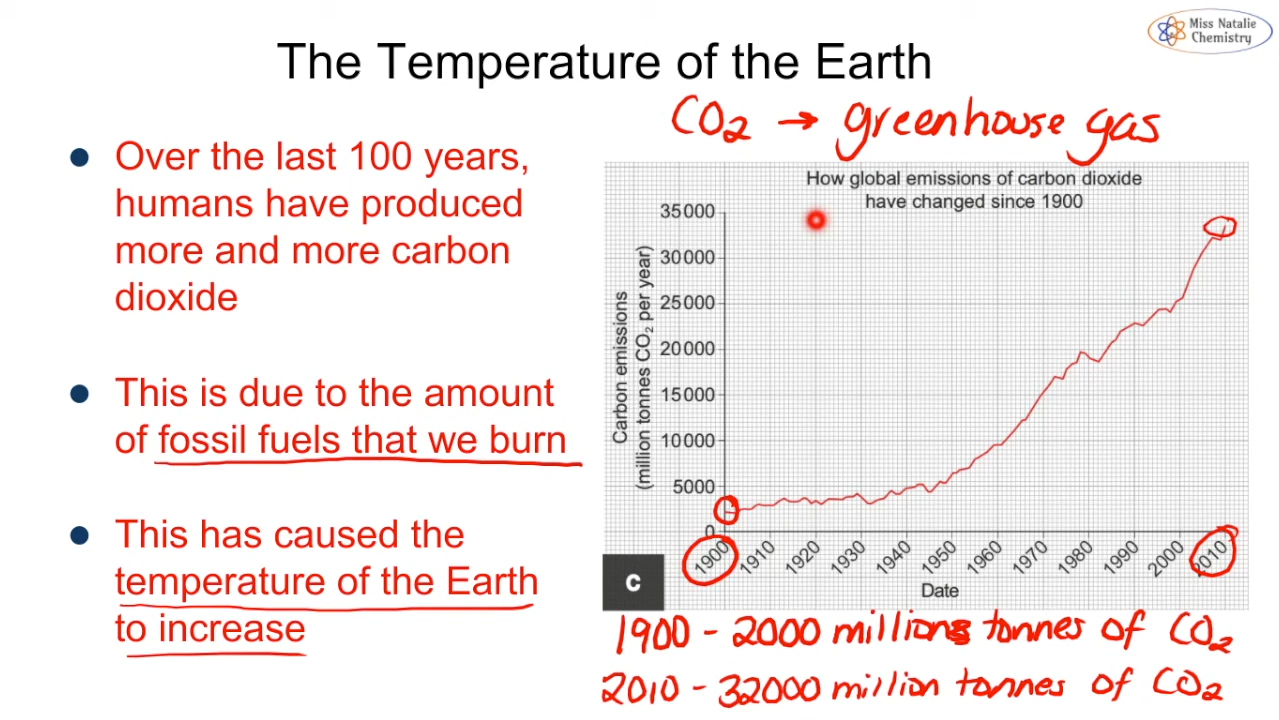 Miss Natalie
Chemistry
The Temperature of the Earth
CO₂ → greenhouse gas
Over the last 100 years,
humans have produced
more and more carbon
dioxide
This is due to the amount
of fossil fuels that we burn
This has caused the
temperature of the Earth
to increase
How global emissions of carbon dioxide
have changed since 1900
Carbon emissions
(million tonnes CO₂ per year)
35000
30000
25000
20000
15000
10000
5000
0
1900 1910 1920 1930 1940 1950 1960 1970 1980 1990 2000 2010
Date
C
1900 - 2000 millions tonnes of CO₂
2010 - 32000 million tonnes of CO₂